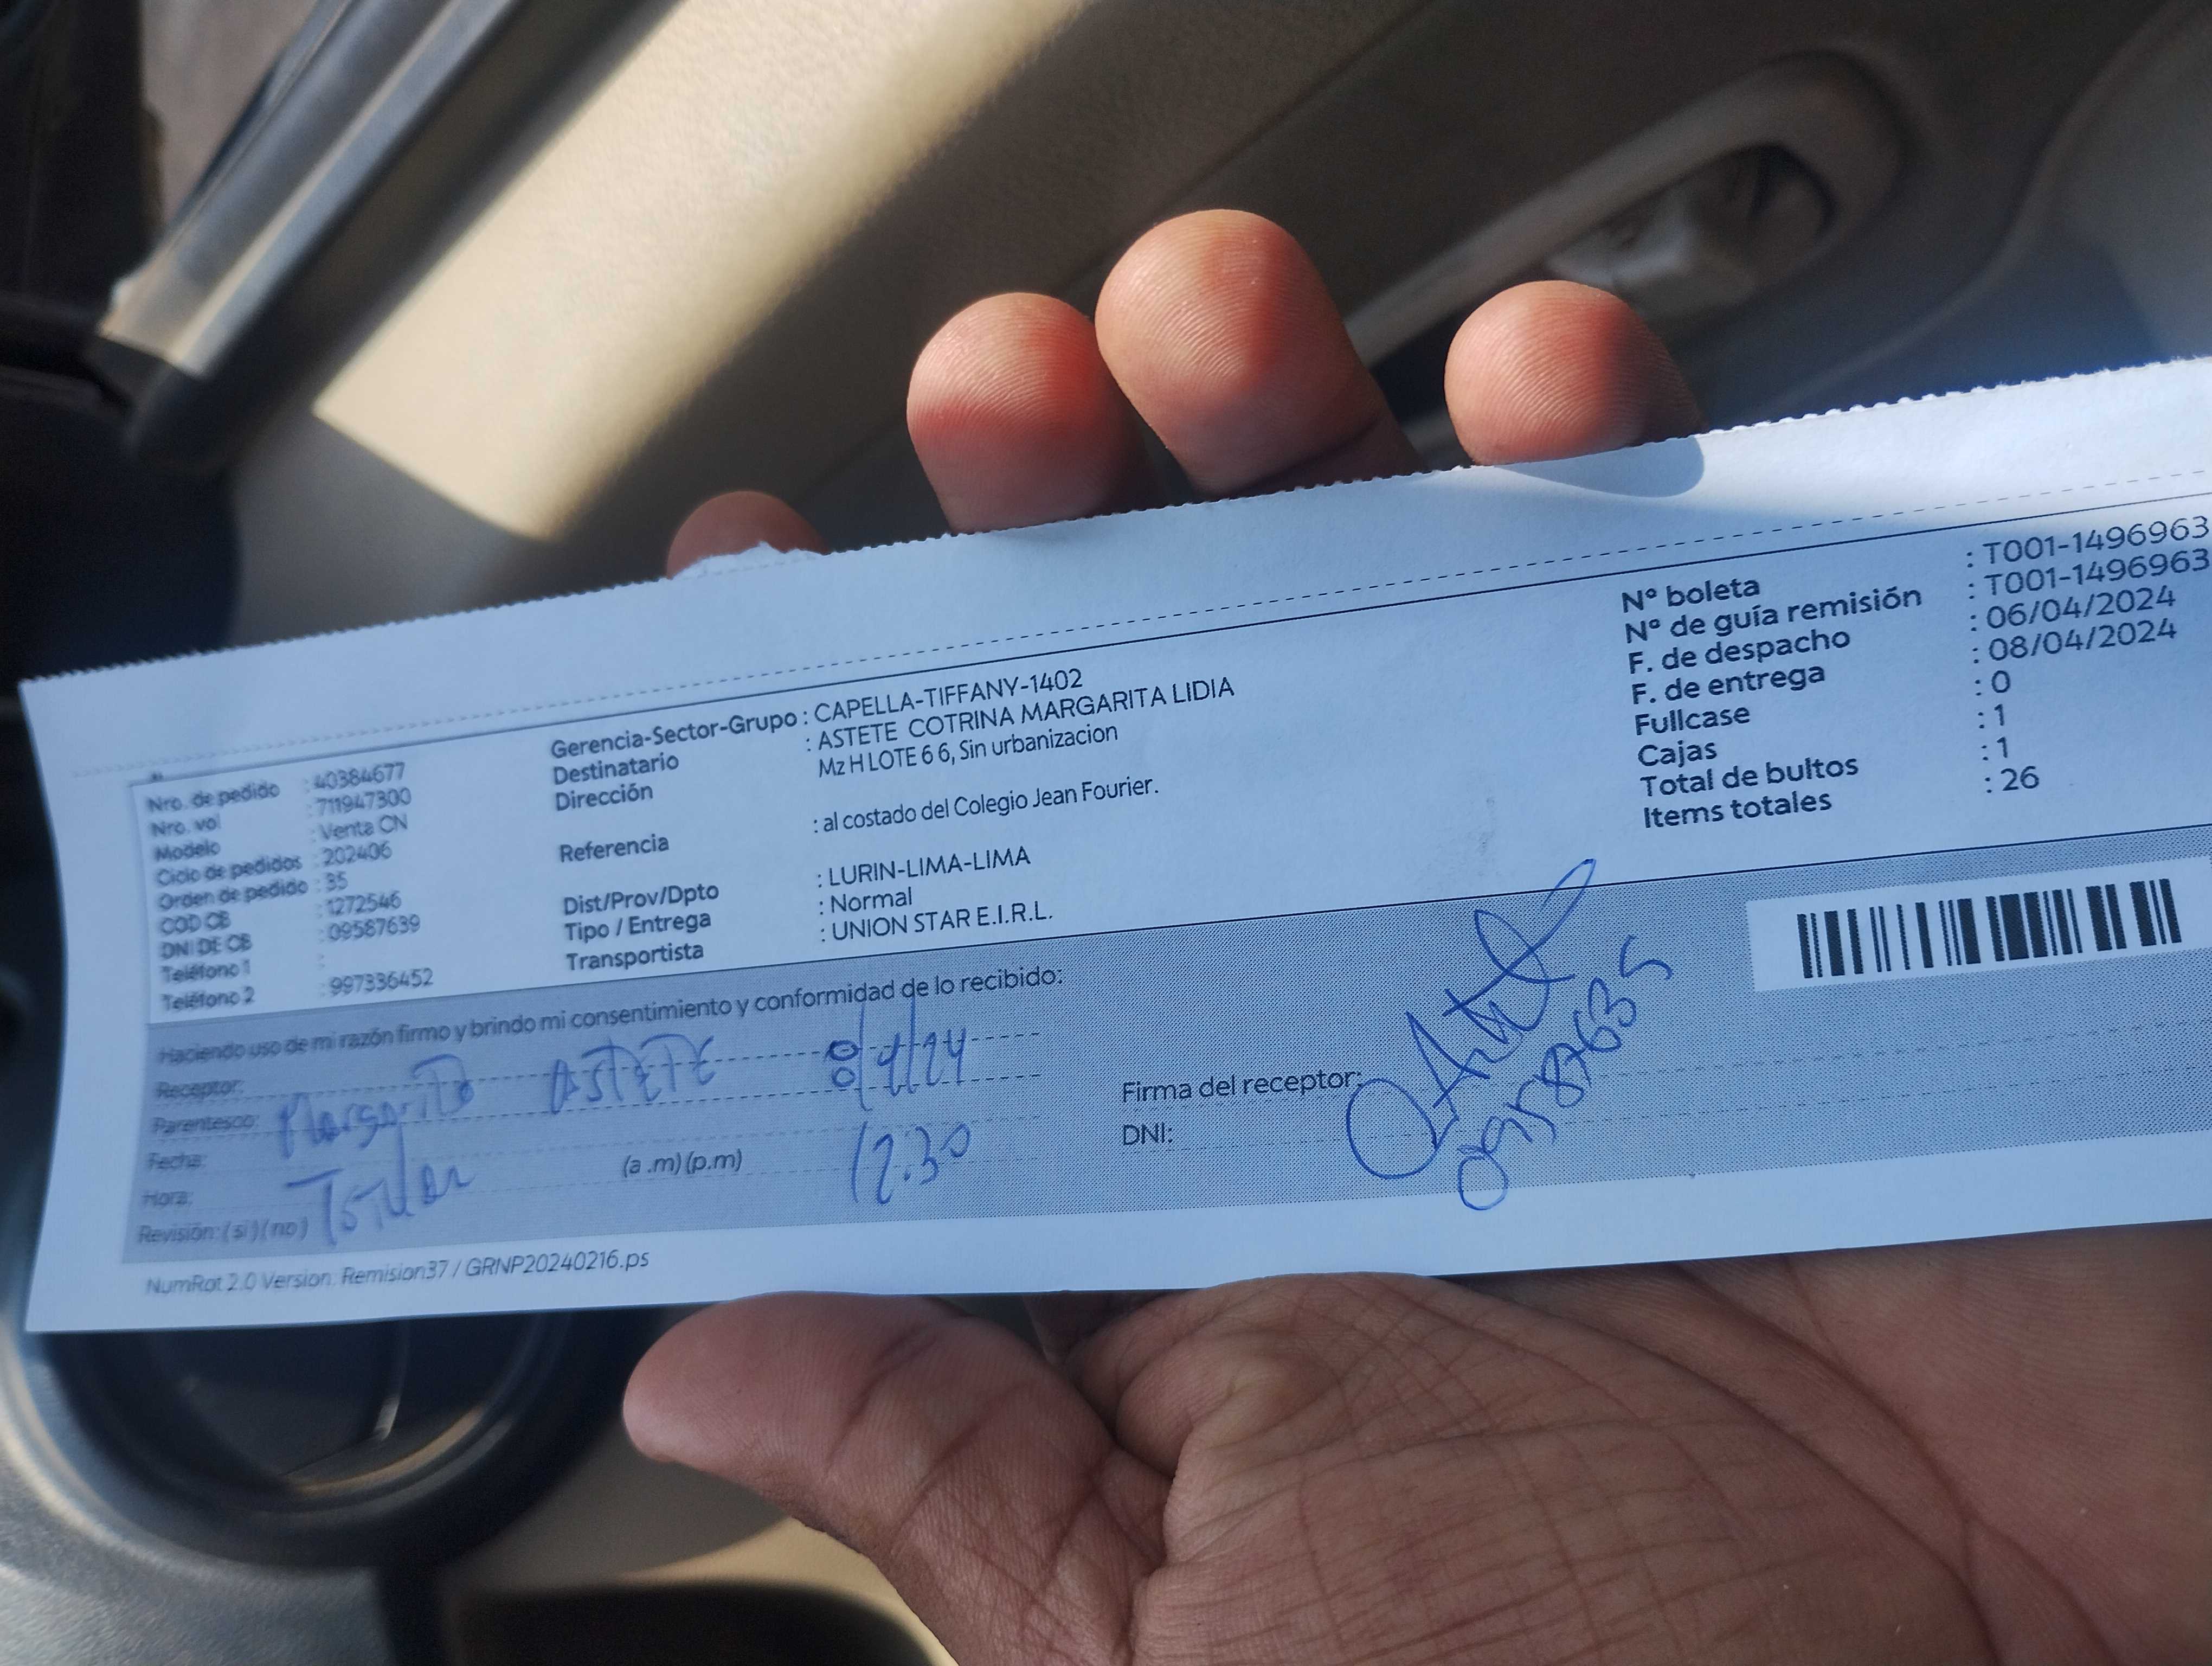 Nro. de pedido : 40384677
Nro. vol : 711947300
Modelo : Venta CN
Ciclo de pedidos : 202406
Orden de pedido : 35
COD CB : 1272546
DNI DE CB : 09587639
Teléfono 1 :
Teléfono 2 : 997336452
Gerencia-Sector-Grupo : CAPELLA-TIFFANY-1402
Destinatario : ASTETE COTRINA MARGARITA LIDIA
Dirección Mz H LOTE 6 6, Sin urbanizacion
Referencia : al costado del Colegio Jean Fourier.
Dist/Prov/Dpto : LURIN-LIMA-LIMA
Tipo / Entrega : Normal
Transportista : UNION STAR E.I.R.L.
N° boleta : T001-1496963
N° de guía remisión : T001-1496963
F. de despacho : 06/04/2024
F. de entrega : 08/04/2024
Fullcase : 0
Cajas : 1
Total de bultos : 1
Items totales : 26
Haciendo uso de mi razón firmo y brindo mi consentimiento y conformidad de lo recibido:
Receptor:
Parentesco: Margarita ASTETE 8/4/24
Fecha:
Hora: (a .m) (p.m) 12.30
Revisión: ( si ) ( no ) Titular
Firma del receptor:
DNI:
NumRot 2.0 Version: Remision37 / GRNP20240216.ps